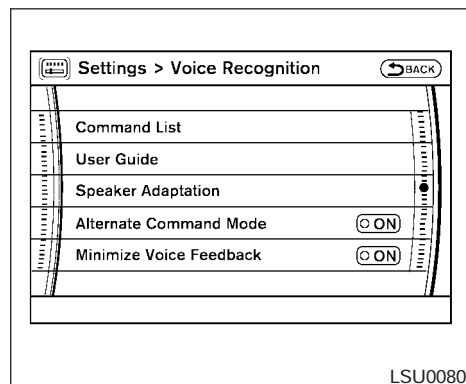 Settings > Voice Recognition BACK
Command List
User Guide
Speaker Adaptation
Alternate Command Mode ON
Minimize Voice Feedback ON
LSU0080